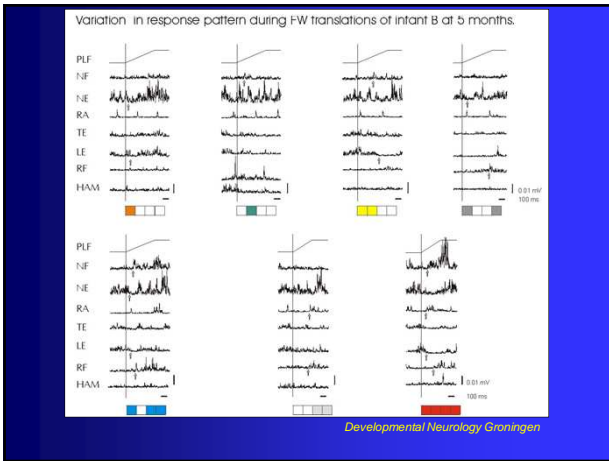 Variation in response pattern during FW translations of infant B at 5 months.
PLF
NF
NE
RA
TE
LE
RF
HAM
0.01 mV
100 ms
PLF
NF
NE
RA
TE
LE
RF
HAM
0.01 mV
100 ms
Developmental Neurology Groningen